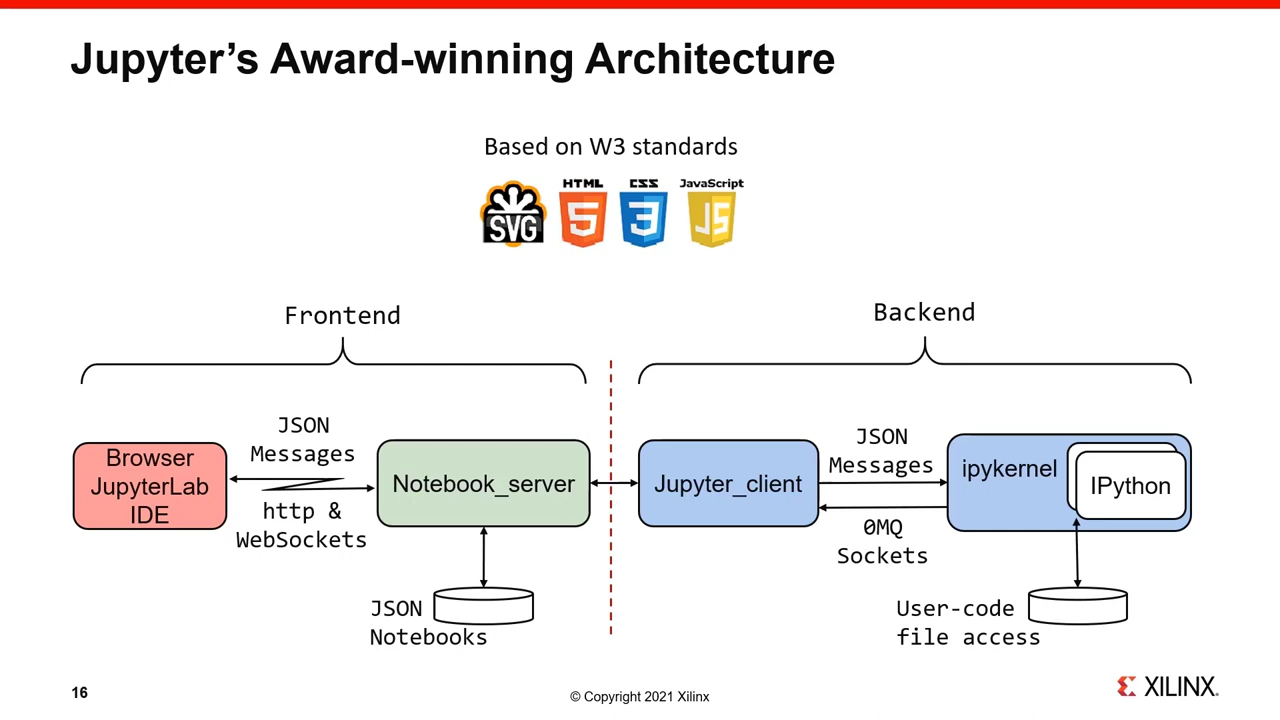 Jupyter’s Award-winning Architecture
Based on W3 standards
SVG
HTML
5
CSS
3
JavaScript
JS
Frontend
Backend
Browser
JupyterLab
IDE
JSON
Messages
http &
WebSockets
Notebook_server
JSON
Notebooks
Jupyter_client
JSON
Messages
0MQ
Sockets
ipykernel
IPython
User-code
file access
16
© Copyright 2021 Xilinx
XILINX.